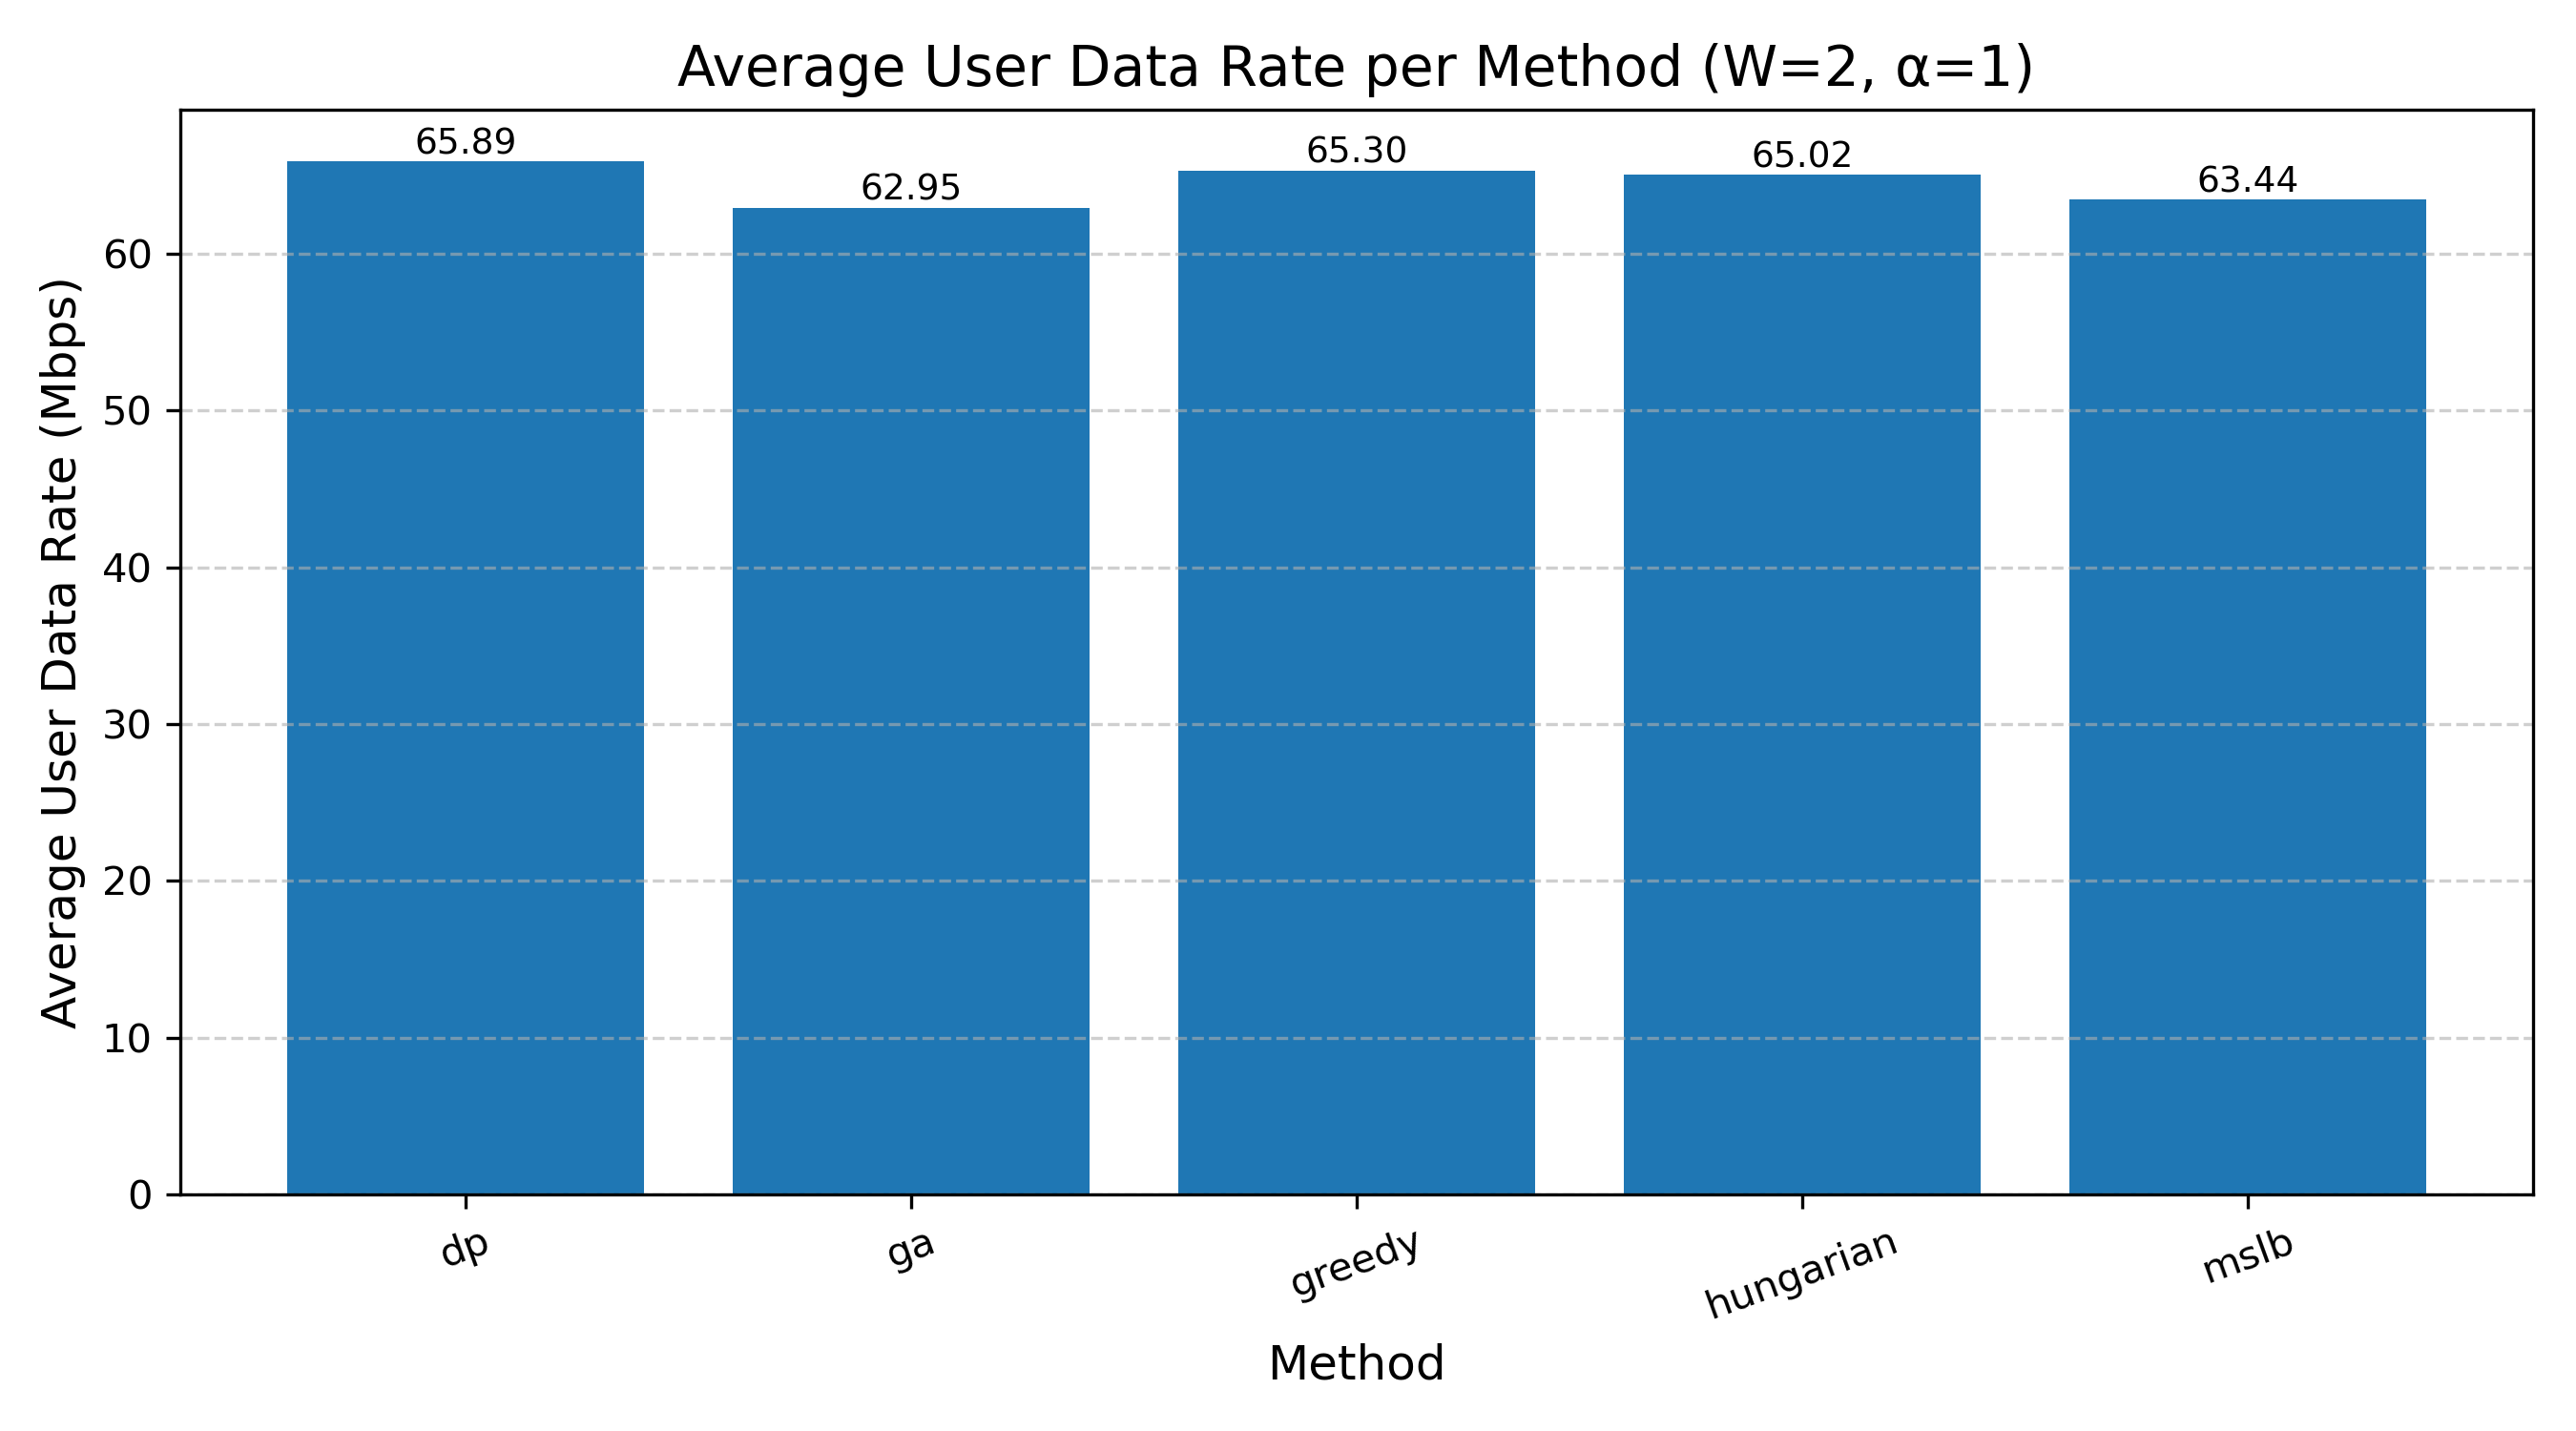 Average User Data Rate per Method (W=2, α=1)
65.89
62.95
65.30
65.02
63.44
Average User Data Rate (Mbps)
60
50
40
30
20
10
0
dp
ga
greedy
hungarian
mslb
Method